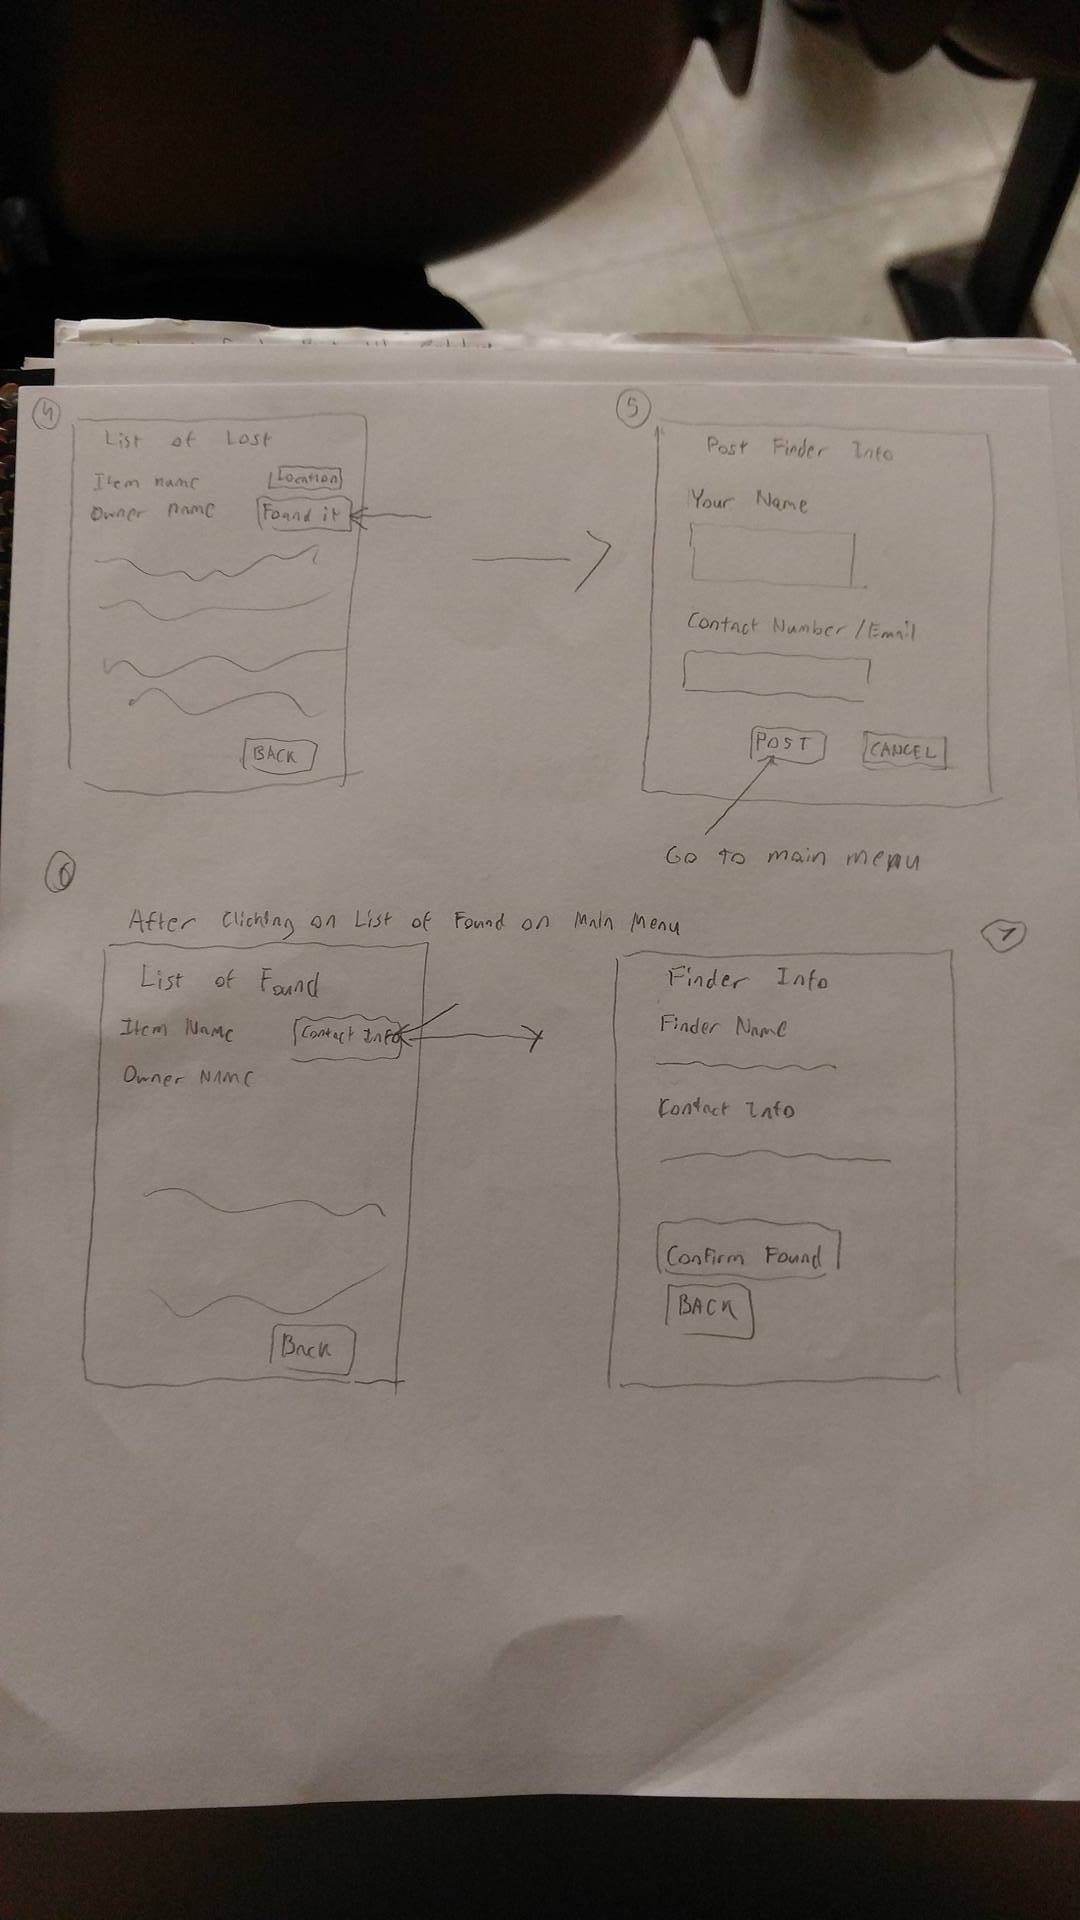 4
List of Lost
Item name Location
Owner name Found it
BACK
5
Post Finder Info
Your Name
Contact Number /Email
POST CANCEL
Go to main menu
6
After Clicking on List of Found on Main Menu
List of Found
Item Name Contact Info
Owner NAME
Back
7
Finder Info
Finder Name
Contact Info
Confirm Found
BACK